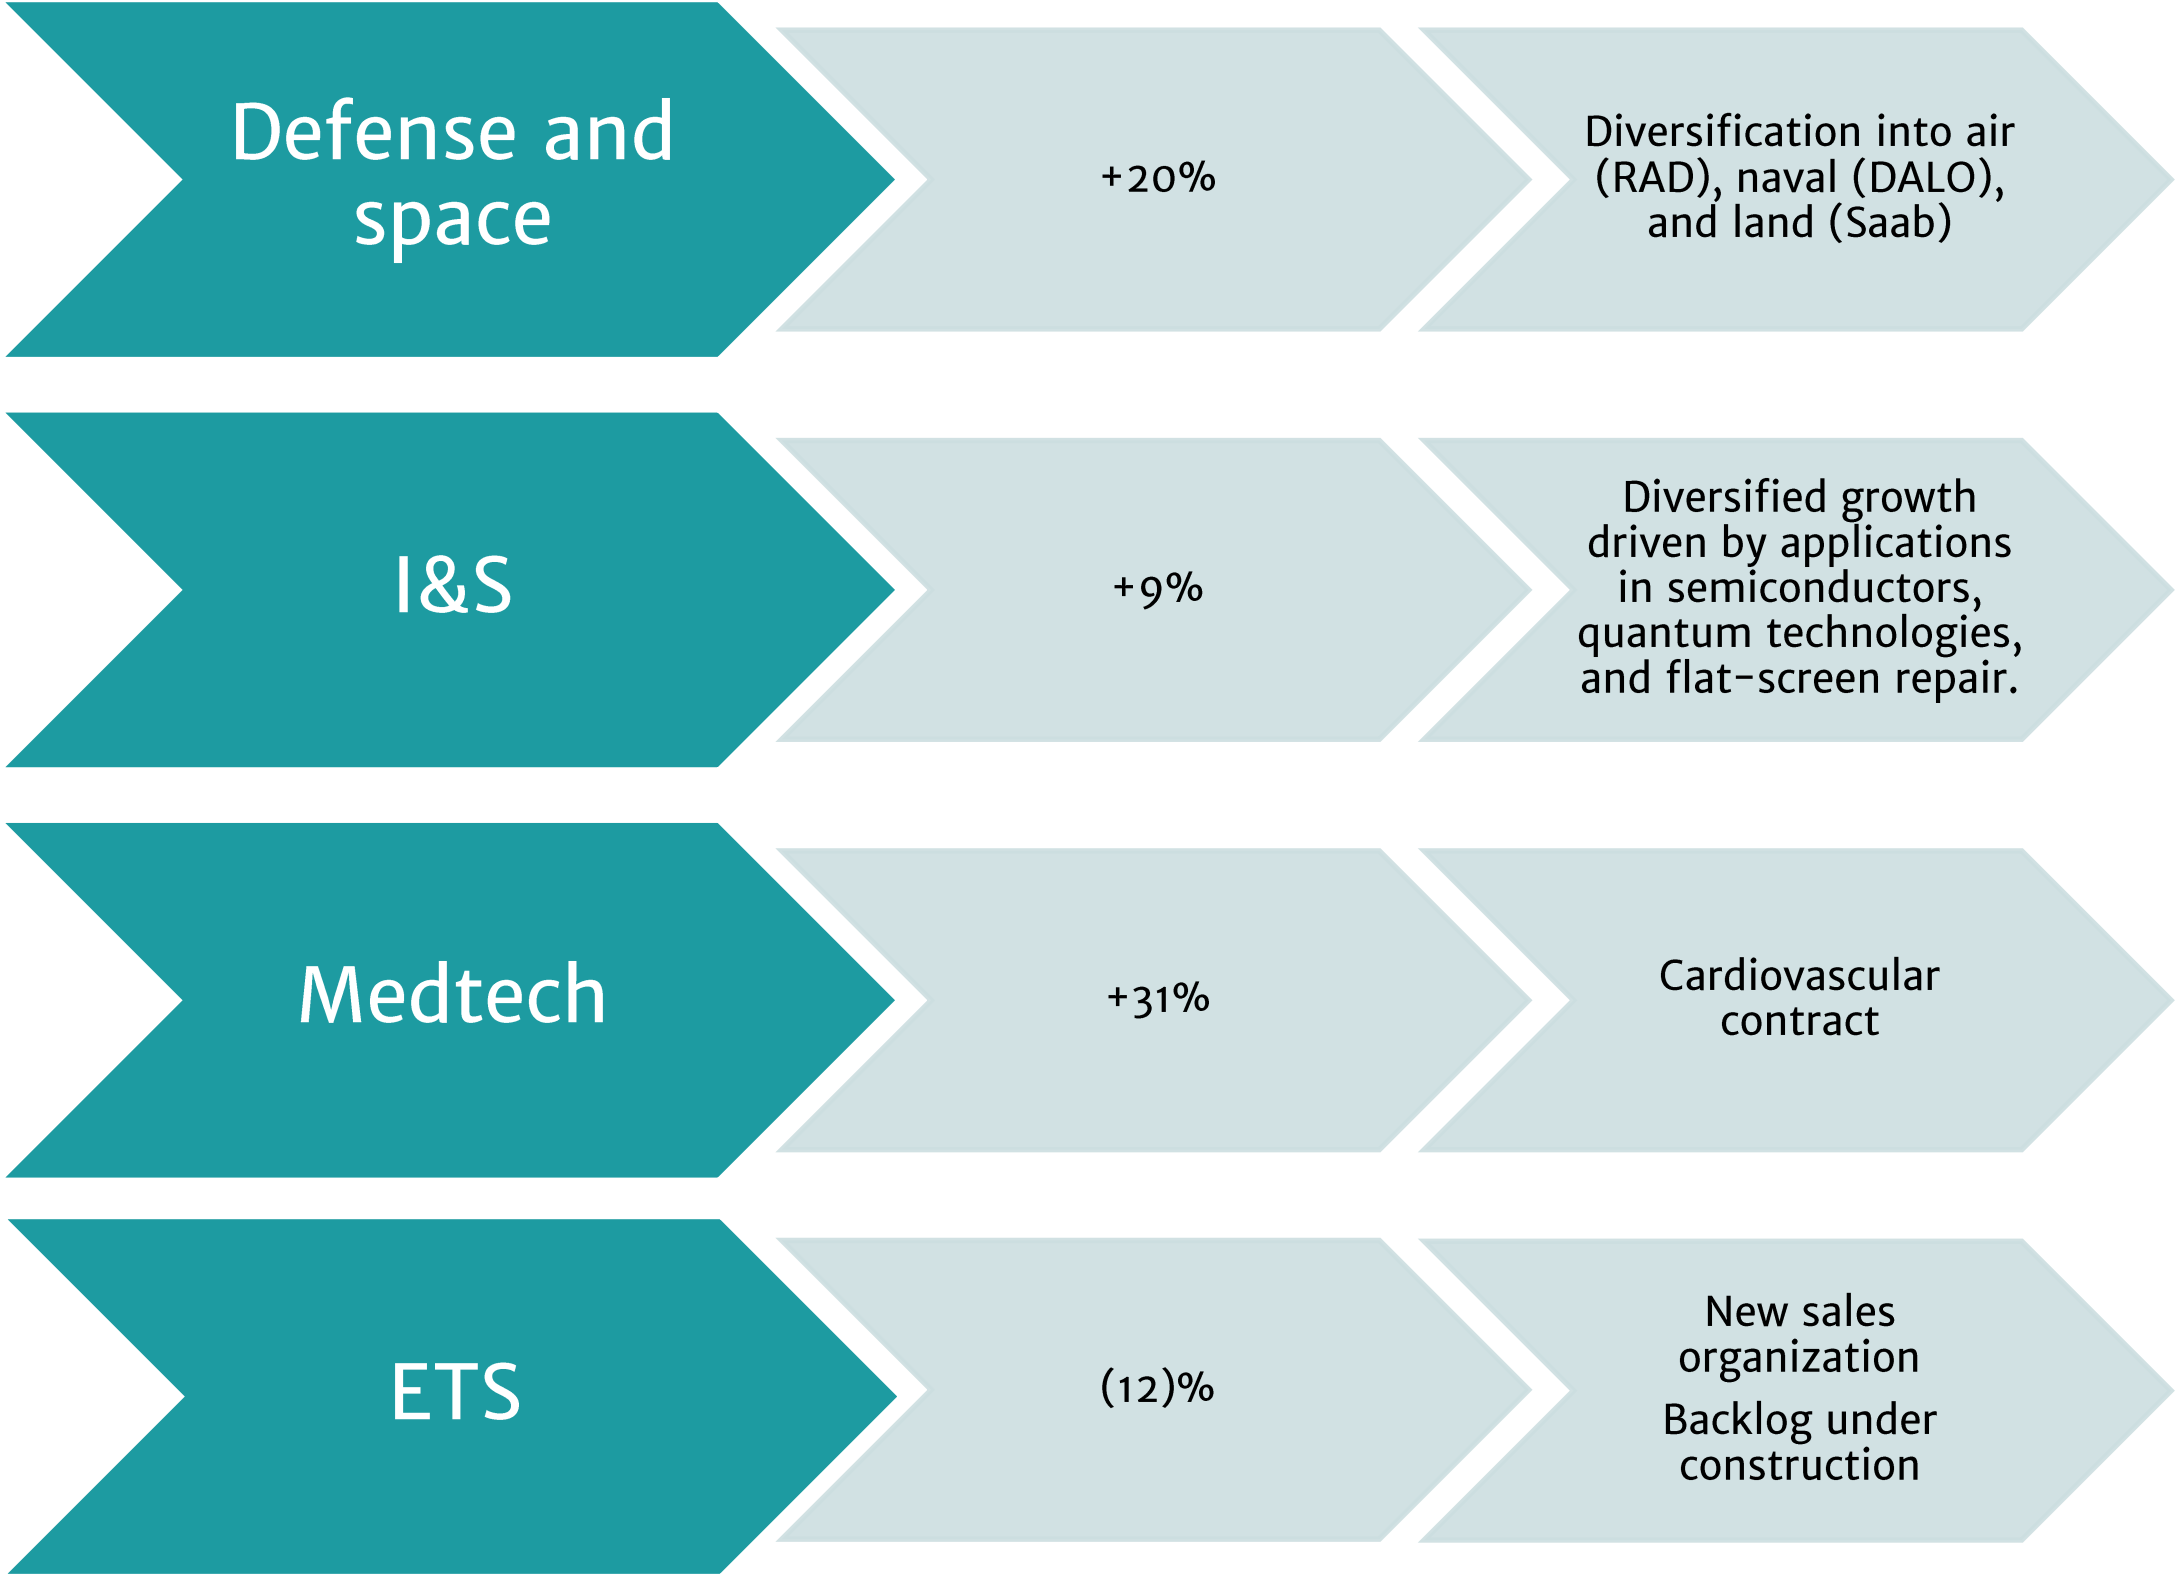 Defense and
space
+20%
Diversification into air
(RAD), naval (DALO),
and land (Saab)
I&S
+9%
Diversified growth
driven by applications
in semiconductors,
quantum technologies,
and flat-screen repair.
Medtech
+31%
Cardiovascular
contract
ETS
(12)%
New sales
organization
Backlog under
construction